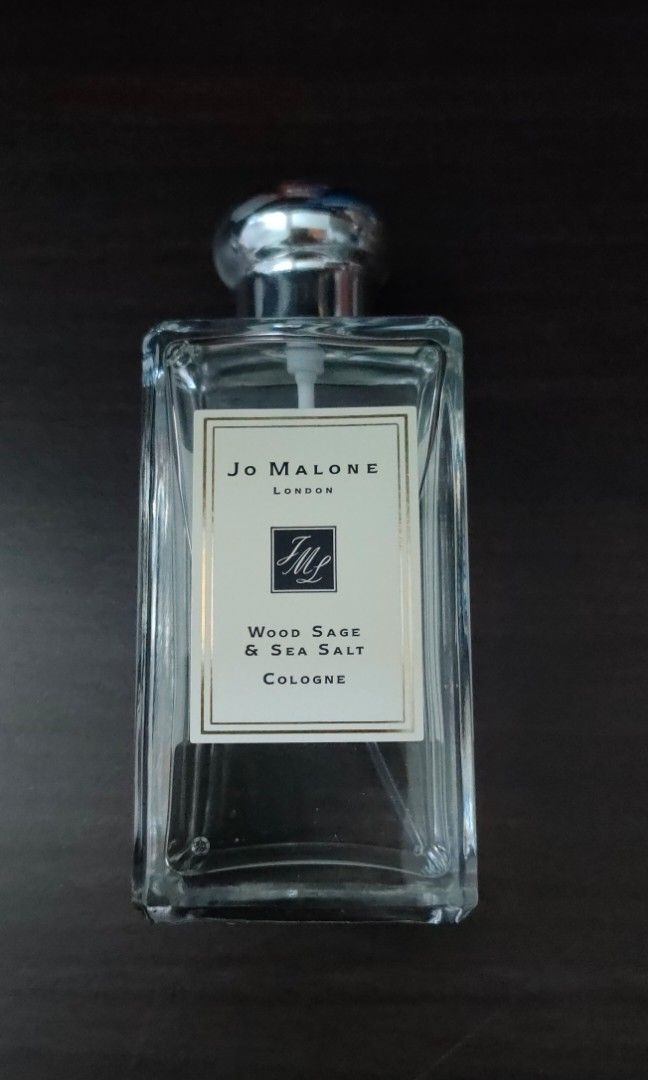 Jo Malone
London
JML
Wood Sage
& Sea Salt
Cologne